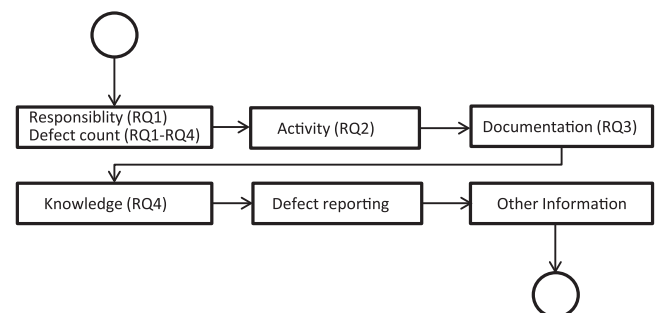 Responsiblity (RQ1)
Defect count (RQ1-RQ4)
Activity (RQ2)
Documentation (RQ3)
Knowledge (RQ4)
Defect reporting
Other Information